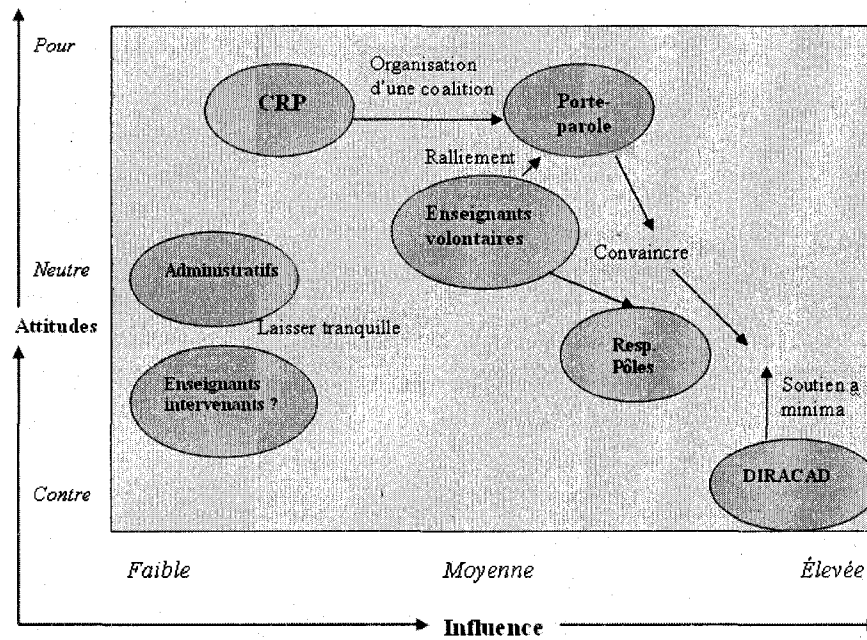 Pour
Organisation
d'une coalition
CRP
Porte-
parole
Ralliement
Enseignants
volontaires
Convaincre
Neutre
Administratifs
Attitudes
Laisser tranquille
Resp.
Pôles
Enseignants
intervenants ?
Soutien a
minima
Contre
DIRACAD
Faible
Moyenne
Élevée
Influence